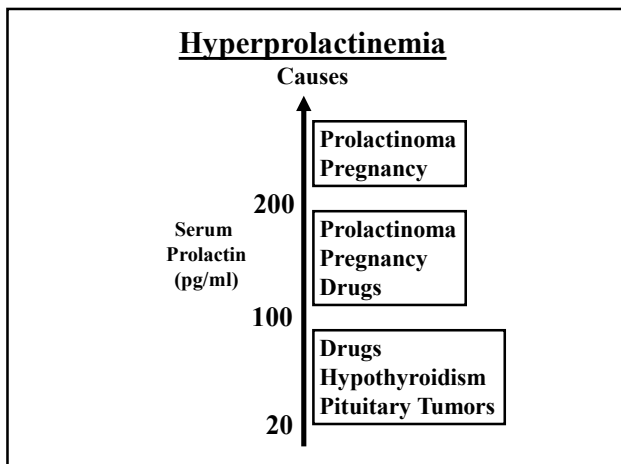 Hyperprolactinemia
Causes
Prolactinoma
Pregnancy
200
Serum
Prolactin
(pg/ml)
Prolactinoma
Pregnancy
Drugs
100
Drugs
Hypothyroidism
Pituitary Tumors
20